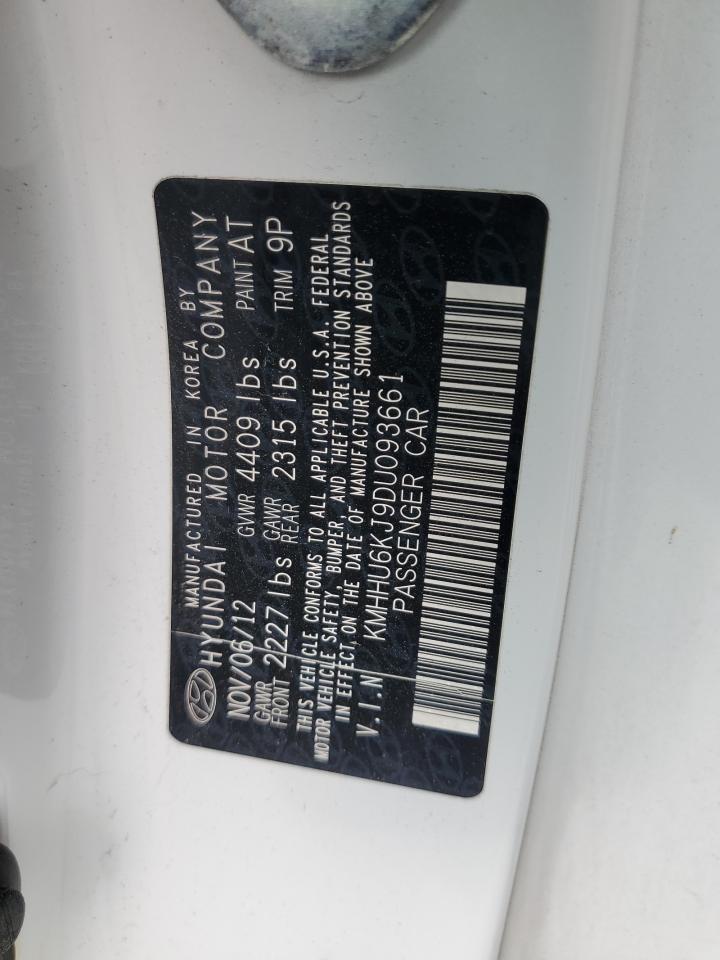 MANUFACTURED IN KOREA BY
HYUNDAI MOTOR COMPANY
NOV/06/12 GVWR 4409 lbs PAINT AT
GAWR FRONT 2227 lbs GAWR REAR 2315 lbs TRIM 9P
THIS VEHICLE CONFORMS TO ALL APPLICABLE U.S.A. FEDERAL
MOTOR VEHICLE SAFETY, BUMPER, AND THEFT PREVENTION STANDARDS
IN EFFECT ON THE DATE OF MANUFACTURE SHOWN ABOVE
V.I.N KMHHU6KJ9DU093661
PASSENGER CAR